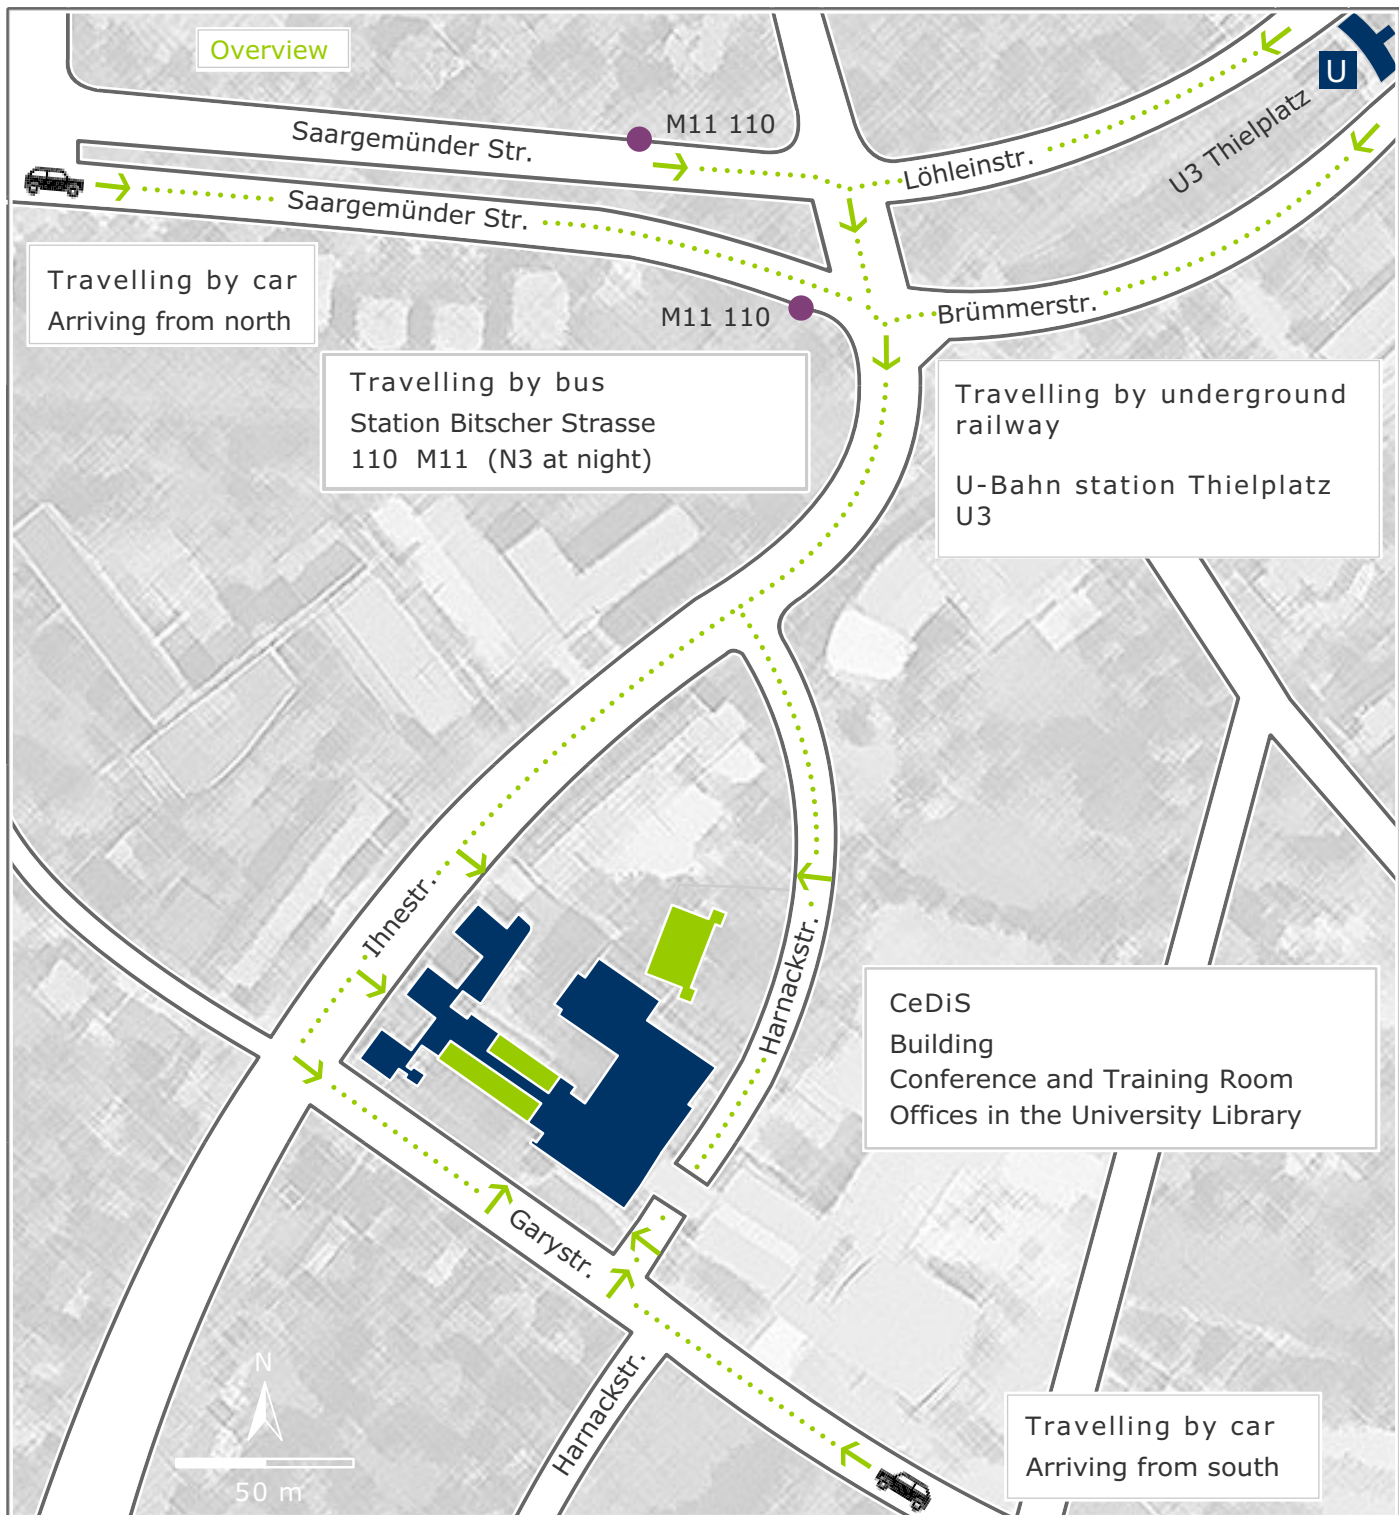 Overview
M11 110
Saargemünder Str.
U
U3 Thielplatz
Löhleinstr.
Saargemünder Str.
Travelling by car
Arriving from north
M11 110
Brümmerstr.
Travelling by bus
Station Bitscher Strasse
110 M11 (N3 at night)
Travelling by underground
railway
U-Bahn station Thielplatz
U3
Ihnestr.
Harnackstr.
CeDiS
Building
Conference and Training Room
Offices in the University Library
Garystr.
Harnackstr.
N
50 m
Travelling by car
Arriving from south